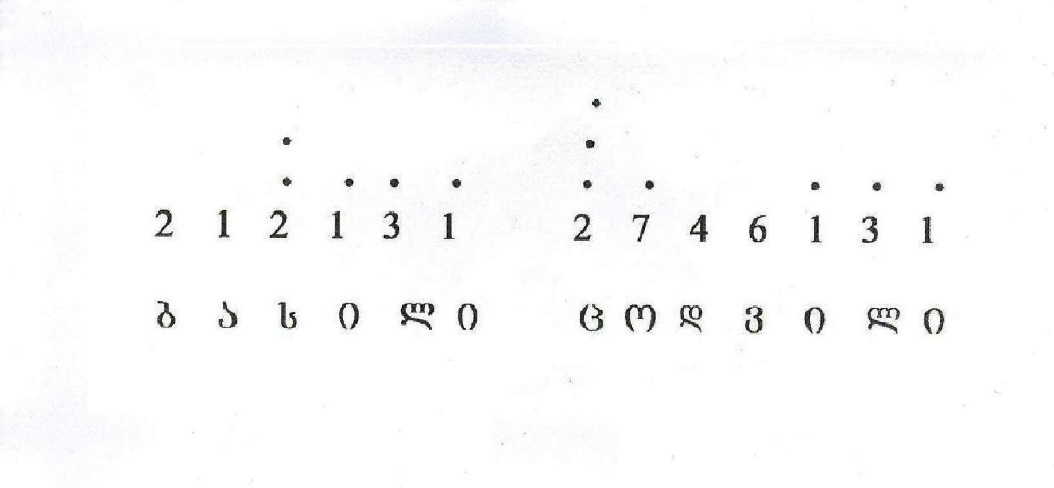 2 1 2 1 3 1 2 7 4 6 1 3 1
ბ ა ს ი ლ ი ც ო დ ვ ი ლ ი